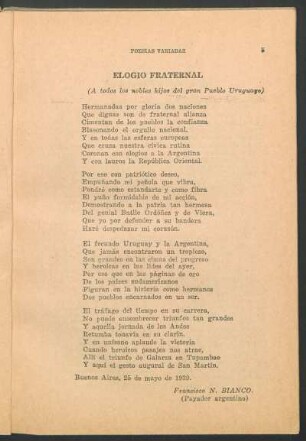 POESIAS VARIADAS 5
ELOGIO FRATERNAL
(A todos los nobles hijos del gran Pueblo Uruguayo)
Hermanadas por gloria dos naciones
Que dignas son de fraternal alianza
Cimentan de los pueblos la confianza
Blasonando el orgullo nacional.
Y en todas las esferas europeas
Que cruza nuestra cívica rutina
Coronan con elogios a la Argentina
Y con lauros la República Oriental.
Por eso con patriótico deseo,
Empuñando mi péñola que vibra,
Pondré como estandarte y como fibra
El puño formidable de mi acción,
Demostrando a la patria tan hermosa
Del genial Batlle Ordóñez y de Viera,
Que yo por defender a su bandera
Haré despedazar mi corazón.
El fecundo Uruguay y la Argentina,
Que jamás encontraron un tropiezo,
Son grandes en las cimas del progreso
Y heroicas en las lides del ayer.
Por eso que en las páginas de oro
De los países sudamericanos
Figuran en la historia como hermanos
Dos pueblos encarnados en un ser.
El tráfago del tiempo en su carrera,
No puede empobrecer triunfos tan grandes
Y aquella jornada de los Andes
Retumba todavía en su clarín.
Y en unísono aplaude la victoria
Cuando heroicos paisajes nos atrae,
Allí el triunfo de Galarza en Tupambae
Y aquí el gesto augural de San Martín.
Buenos Aires, 25 de mayo de 1920.
Francisco N. BIANCO.
(Payador argentino)